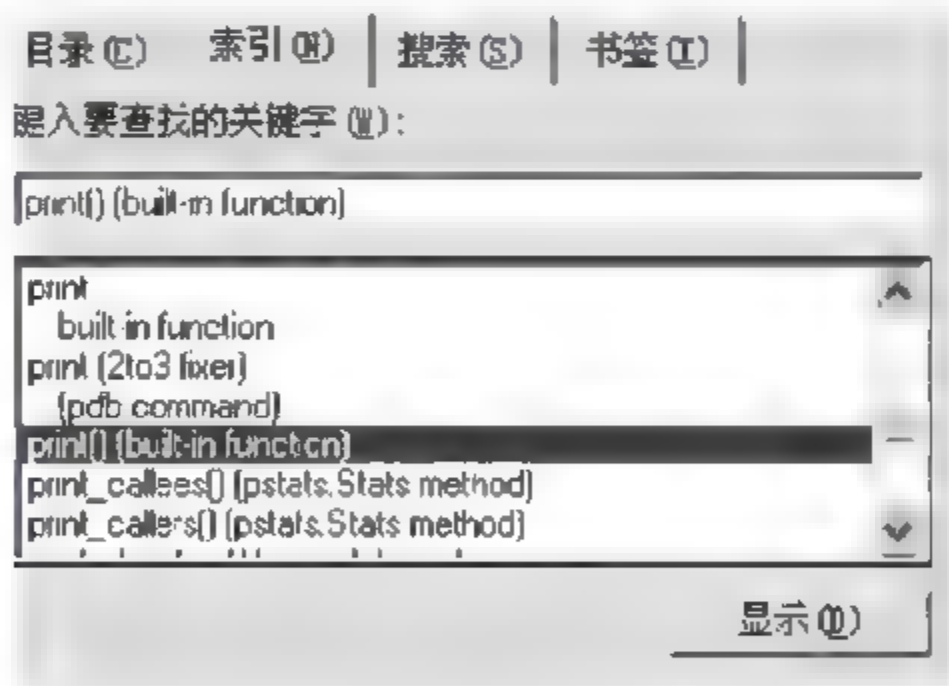 目录(C) 索引(N) 搜索(S) 书签(I)
键入要查找的关键字(W):
print() (built-in function)
print
built-in function
print (2to3 fixer)
(pdb command)
print() (built-in function)
print_callees() (pstats.Stats method)
print_callers() (pstats.Stats method)
显示(D)